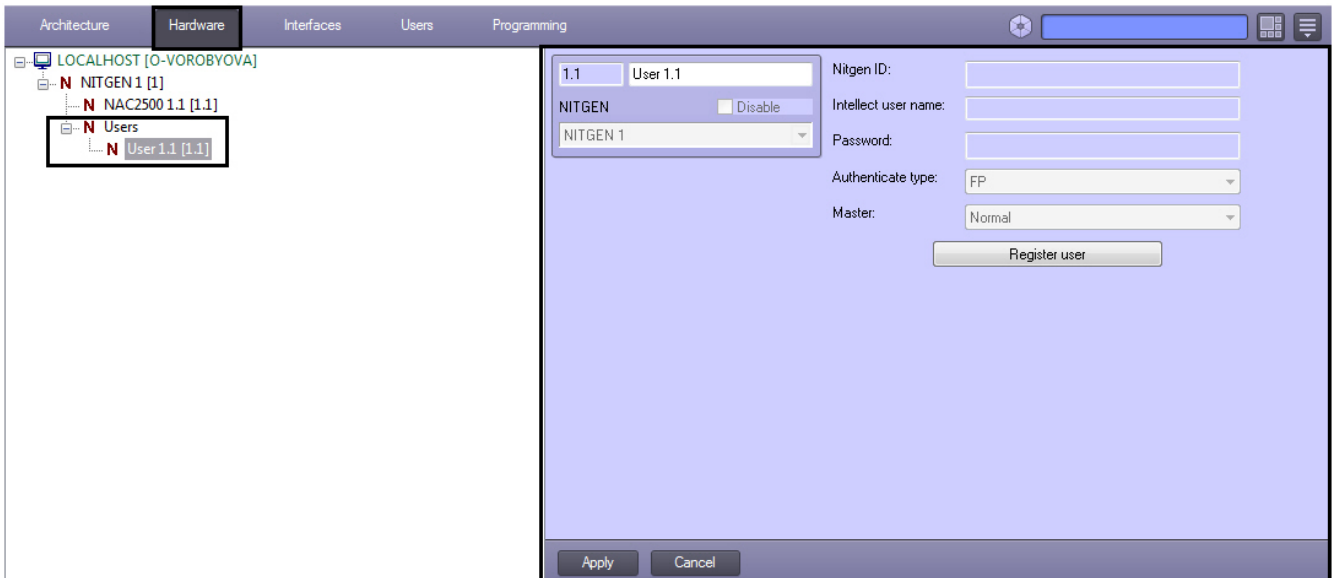 Architecture Hardware Interfaces Users Programming
LOCALHOST [O-VOROBYOVA]
N NITGEN 1 [1]
N NAC2500 1.1 [1.1]
N Users
N User 1.1 [1.1]
1.1 User 1.1
NITGEN Disable
NITGEN 1
Nitgen ID:
Intellect user name:
Password:
Authenticate type: FP
Master: Normal
Register user
Apply Cancel